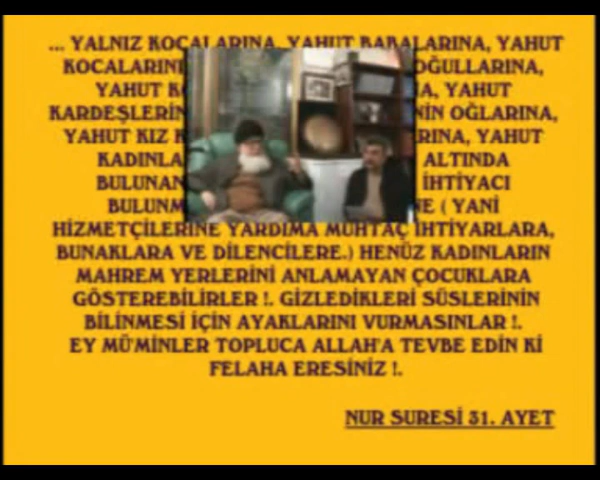 ... YALNIZ KOCALARINA, YAHUT BABALARINA, YAHUT
KOCALARINI OĞULLARINA,
YAHUT YAHUT
KARDEŞLERİN NİN OĞLARINA,
YAHUT KIZ YAHUT
KADINLA ALTINDA
BULUNAN İHTİYACI
BULUNM ( YANİ
HİZMETÇİLERİNE YARDIMA MUHTAÇ İHTİYARLARA,
BUNAKLARA VE DİLENCİLERE.) HENÜZ KADINLARIN
MAHREM YERLERİNİ ANLAMAYAN ÇOCUKLARA
GÖSTEREBİLİRLER !. GİZLEDİKLERİ SÜSLERİNİN
BİLİNMESİ İÇİN AYAKLARINI VURMASINLAR !.
EY MÜ'MİNLER TOPLUCA ALLAH'A TEVBE EDİN Kİ
FELAHA ERESİNİZ !.
NUR SURESİ 31. AYET